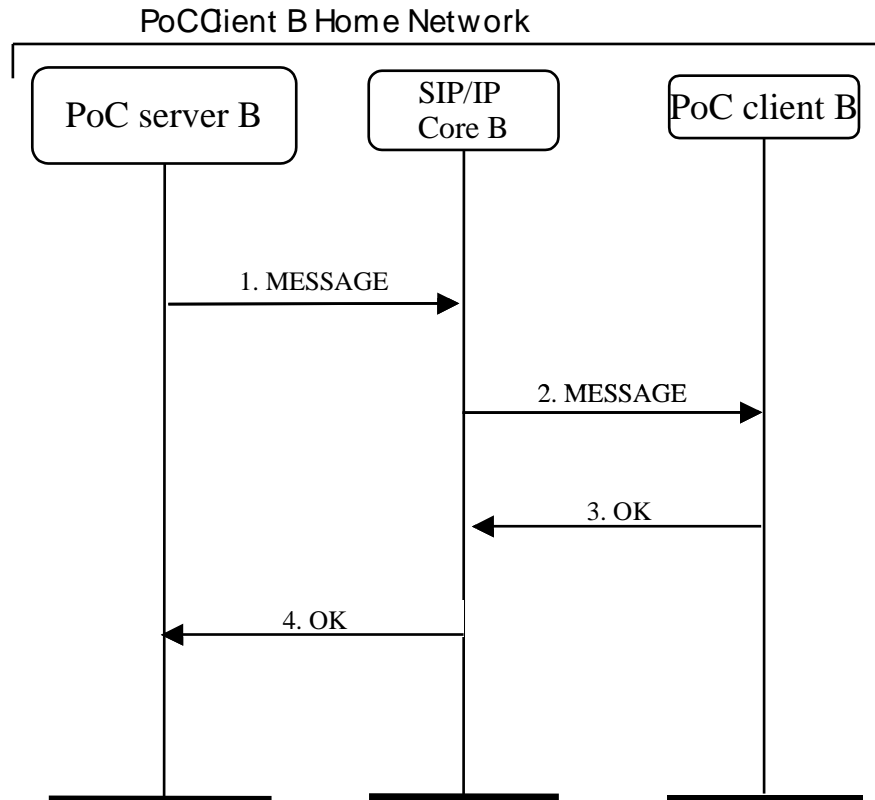 PoCClient B Home Network
PoC server B
SIP/IP
Core B
PoC client B
1. MESSAGE
2. MESSAGE
3. OK
4. OK